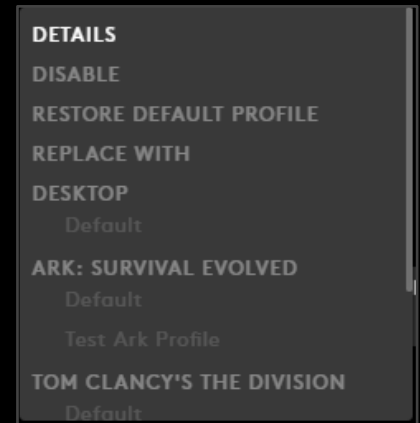 DETAILS
DISABLE
RESTORE DEFAULT PROFILE
REPLACE WITH
DESKTOP
Default
ARK: SURVIVAL EVOLVED
Default
Test Ark Profile
TOM CLANCY'S THE DIVISION
Default